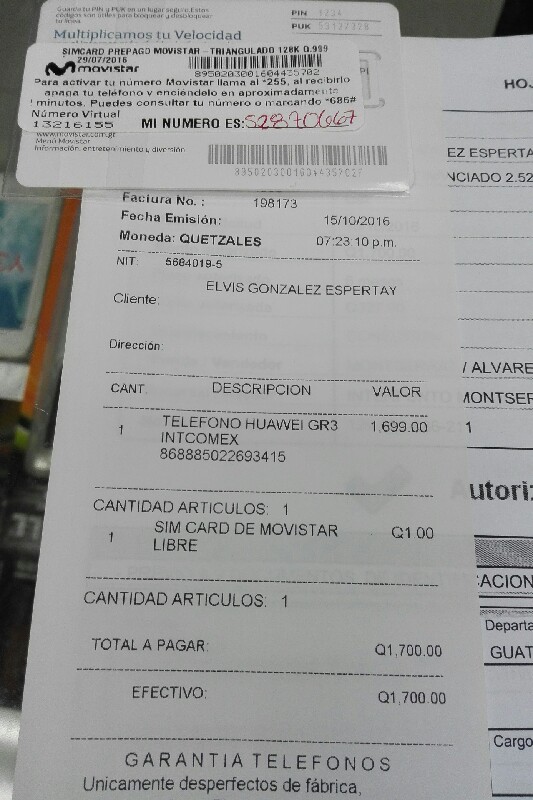 Guarda tu PIN y PUK en un lugar seguro. Estos
códigos son útiles para bloquear y desbloquear
tu línea.
PIN 1234
PUK
Multiplicamos tu Velocidad
SIMCARD PREPAGO MOVISTAR - TRIANGULADO 128K Q.999
29/07/2016
movistar
8950203001604435702
Para activar tu número Movistar llama al *255, al recibirlo
apaga tu teléfono y enciéndelo en aproximadamente
minutos. Puedes consultar tu número marcando *686#
Número Virtual
13216155
MI NUMERO ES: 52870667
www.movistar.com.gt
Menú Movistar
Información, entretenimiento y diversión
8950203001604435702
Factura No. : 198173
Fecha Emisión: 15/10/2016
Moneda: QUETZALES 07:23:10 p.m.
NIT: 5684019-5
Cliente: ELVIS GONZALEZ ESPERTAY
Dirección:
CANT. DESCRIPCION VALOR
1 TELEFONO HUAWEI GR3 1,699.00
INTCOMEX
868885022693415
CANTIDAD ARTICULOS: 1
1 SIM CARD DE MOVISTAR Q1.00
LIBRE
CANTIDAD ARTICULOS: 1
TOTAL A PAGAR: Q1,700.00
EFECTIVO: Q1,700.00
GARANTIA TELEFONOS
Unicamente desperfectos de fábrica,
HOJ
EZ ESPERTA
NCIADO 2.52
/ ALVARE
MONTSER
1
utoriz
CACION
Departa
GUAT
Cargo